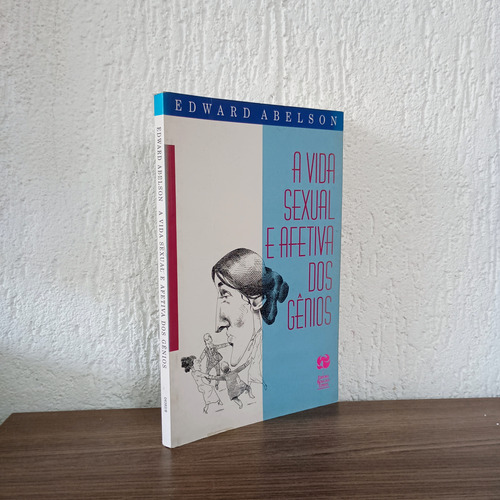 EDWARD ABELSON
A VIDA
SEXUAL
E AFETIVA
DOS
GÊNIOS
EDWARD ABELSON A VIDA SEXUAL E AFETIVA DOS GÊNIOS